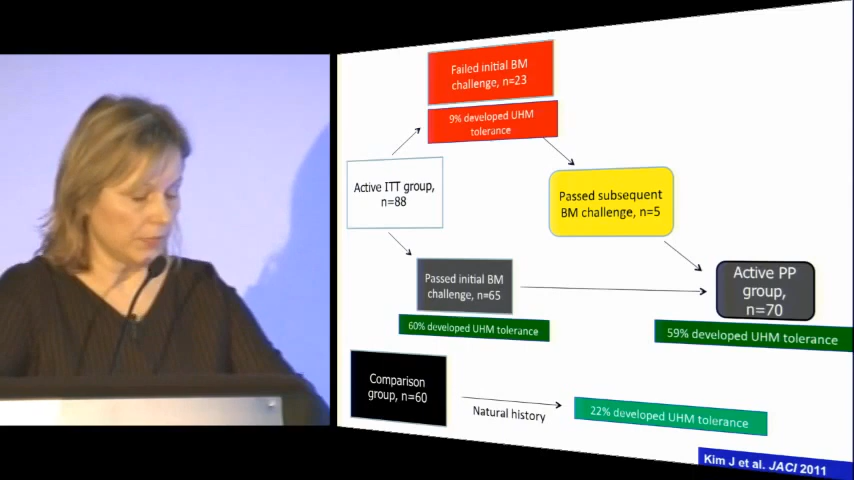 Failed initial BM
challenge, n=23
9% developed UHM
tolerance
Active ITT group,
n=88
Passed subsequent
BM challenge, n=5
Passed initial BM
challenge, n=65
Active PP
group,
n=70
60% developed UHM tolerance
59% developed UHM tolerance
Comparison
group, n=60
Natural history
22% developed UHM tolerance
Kim J et al. JACI 2011